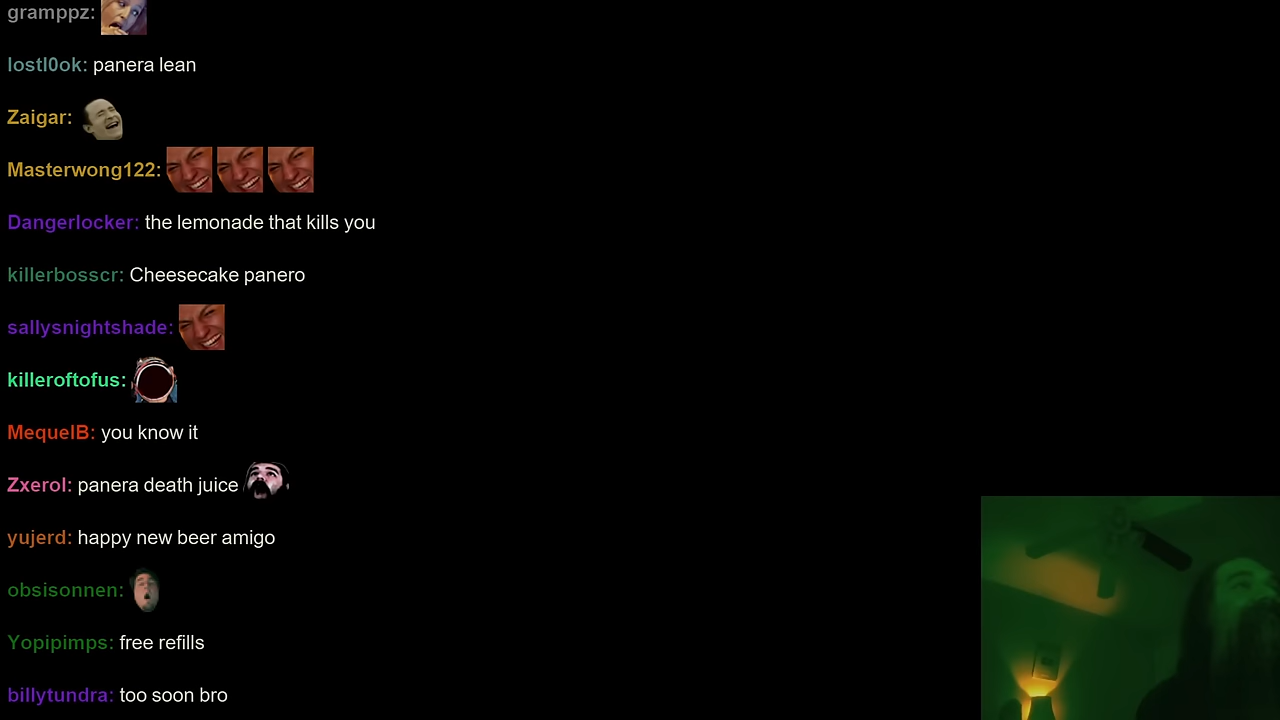 gramppz:
lostl0ok: panera lean
Zaigar:
Masterwong122:
Dangerlocker: the lemonade that kills you
killerbosscr: Cheesecake panero
sallysnightshade:
killeroftofus:
MequelB: you know it
Zxerol: panera death juice
yujerd: happy new beer amigo
obsisonnen:
Yopipimps: free refills
billytundra: too soon bro